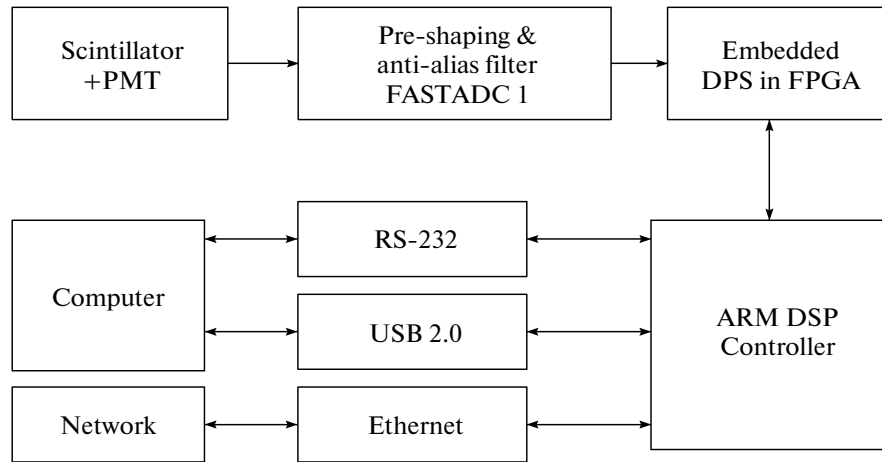 Scintillator
+PMT
Pre-shaping &
anti-alias filter
FASTADC 1
Embedded
DPS in FPGA
RS-232
Computer
USB 2.0
ARM DSP
Controller
Network
Ethernet